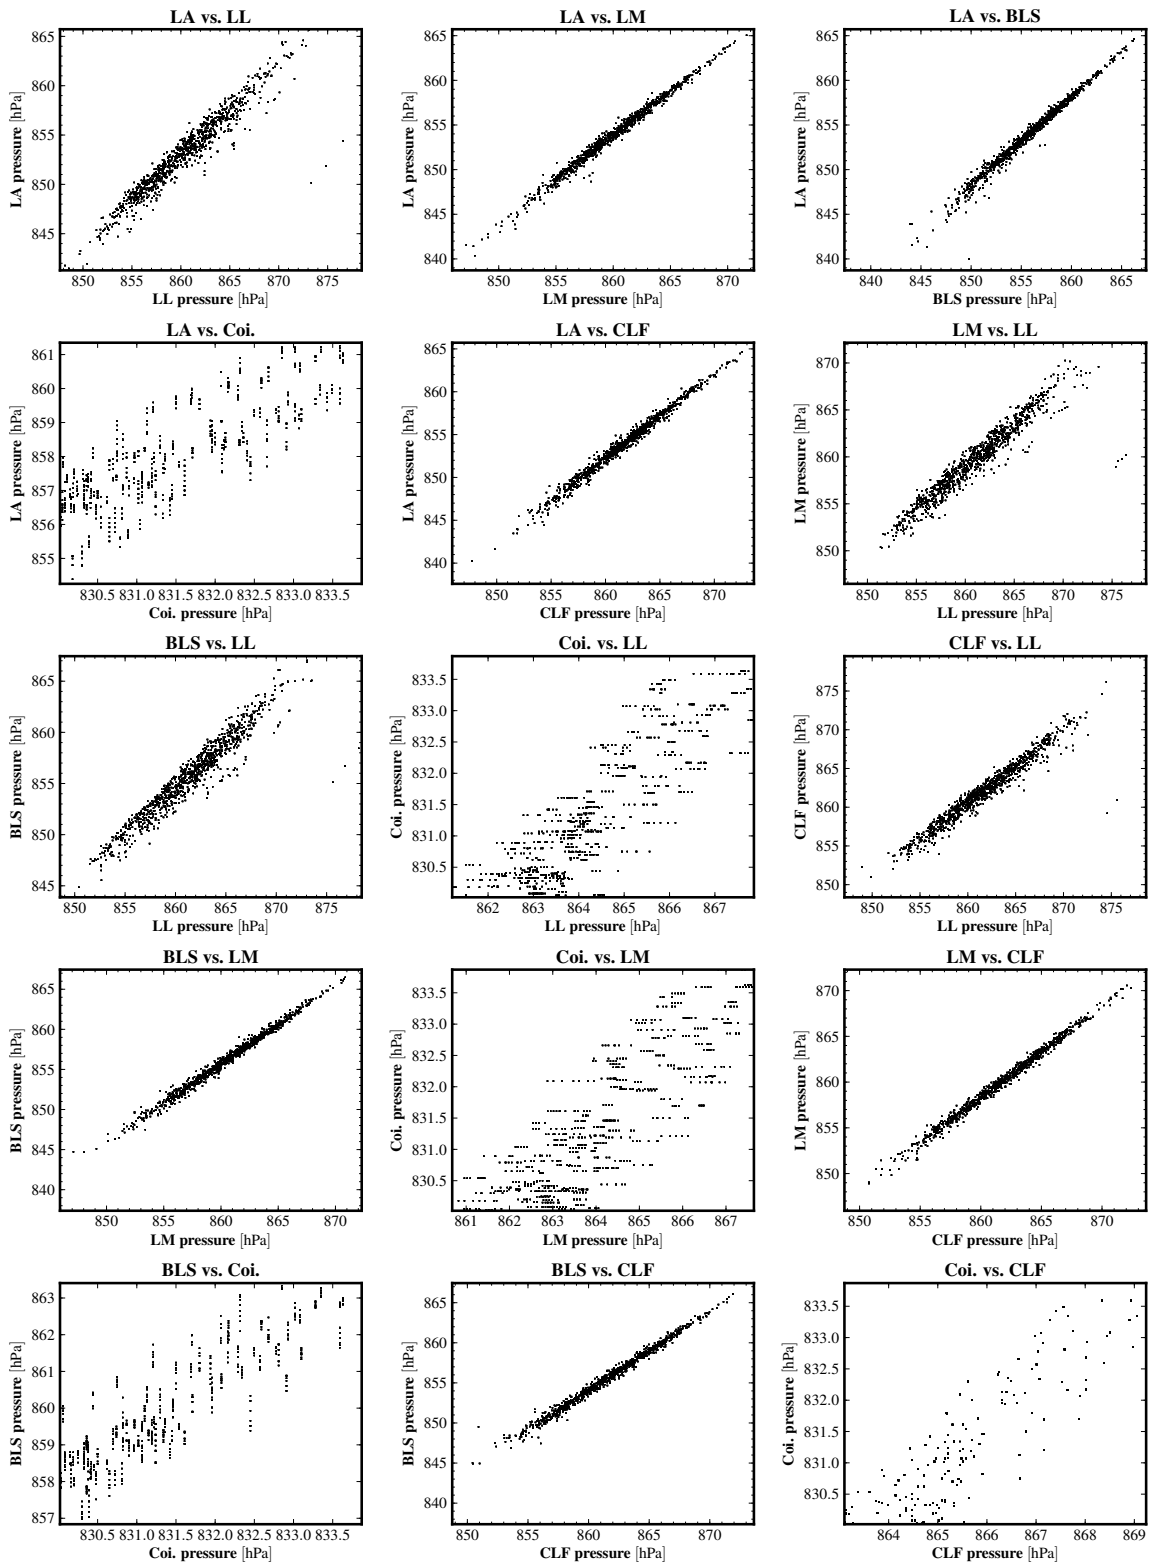 LA vs. LL
865
860
855
850
845
LA pressure [hPa]
850 855 860 865 870 875
LL pressure [hPa]
LA vs. LM
865
860
855
850
845
840
LA pressure [hPa]
850 855 860 865 870
LM pressure [hPa]
LA vs. BLS
865
860
855
850
845
840
LA pressure [hPa]
840 845 850 855 860 865
BLS pressure [hPa]
LA vs. Coi.
861
860
859
858
857
856
855
LA pressure [hPa]
830.5 831.0 831.5 832.0 832.5 833.0 833.5
Coi. pressure [hPa]
LA vs. CLF
865
860
855
850
845
840
LA pressure [hPa]
850 855 860 865 870
CLF pressure [hPa]
LM vs. LL
870
865
860
855
850
LM pressure [hPa]
850 855 860 865 870 875
LL pressure [hPa]
BLS vs. LL
865
860
855
850
845
BLS pressure [hPa]
850 855 860 865 870 875
LL pressure [hPa]
Coi. vs. LL
833.5
833.0
832.5
832.0
831.5
831.0
830.5
Coi. pressure [hPa]
862 863 864 865 866 867
LL pressure [hPa]
CLF vs. LL
875
870
865
860
855
850
CLF pressure [hPa]
850 855 860 865 870 875
LL pressure [hPa]
BLS vs. LM
865
860
855
850
845
840
BLS pressure [hPa]
850 855 860 865 870
LM pressure [hPa]
Coi. vs. LM
833.5
833.0
832.5
832.0
831.5
831.0
830.5
Coi. pressure [hPa]
861 862 863 864 865 866 867
LM pressure [hPa]
LM vs. CLF
870
865
860
855
850
LM pressure [hPa]
850 855 860 865 870
CLF pressure [hPa]
BLS vs. Coi.
863
862
861
860
859
858
857
BLS pressure [hPa]
830.5 831.0 831.5 832.0 832.5 833.0 833.5
Coi. pressure [hPa]
BLS vs. CLF
865
860
855
850
845
840
BLS pressure [hPa]
850 855 860 865 870
CLF pressure [hPa]
Coi. vs. CLF
833.5
833.0
832.5
832.0
831.5
831.0
830.5
Coi. pressure [hPa]
864 865 866 867 868 869
CLF pressure [hPa]